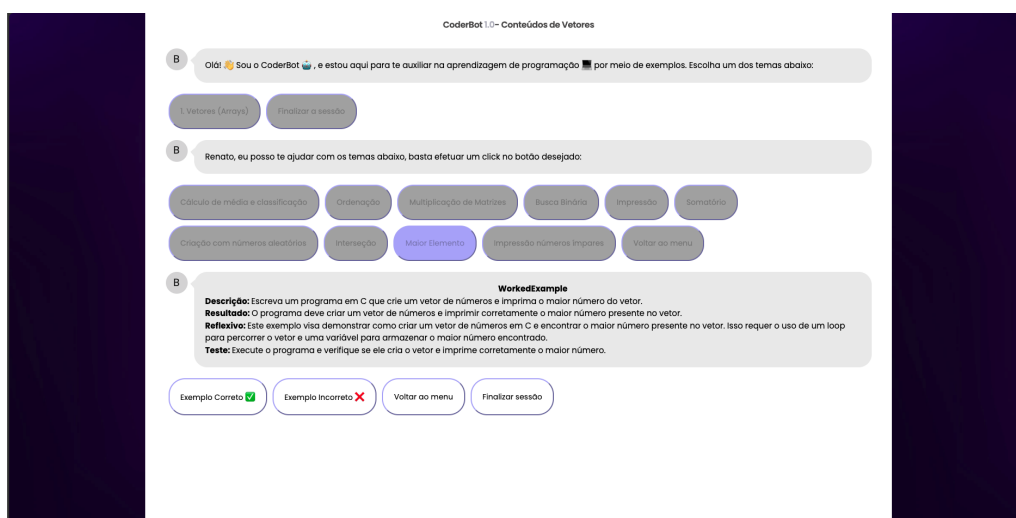 CoderBot 1.0– Conteúdos de Vetores
B
Olá! 👋 Sou o CoderBot 🤖 , e estou aqui para te auxiliar na aprendizagem de programação 💻 por meio de exemplos. Escolha um dos temas abaixo:
1. Vetores (Arrays) Finalizar a sessão
B
Renato, eu posso te ajudar com os temas abaixo, basta efetuar um click no botão desejado:
Cálculo de média e classificação Ordenação Multiplicação de Matrizes Busca Binária Impressão Somatório
Criação com números aleatórios Interseção Maior Elemento Impressão números ímpares Voltar ao menu
B
WorkedExample
Descrição: Escreva um programa em C que crie um vetor de números e imprima o maior número do vetor.
Resultado: O programa deve criar um vetor de números e imprimir corretamente o maior número presente no vetor.
Reflexivo: Este exemplo visa demonstrar como criar um vetor de números em C e encontrar o maior número presente no vetor. Isso requer o uso de um loop
para percorrer o vetor e uma variável para armazenar o maior número encontrado.
Teste: Execute o programa e verifique se ele cria o vetor e imprime corretamente o maior número.
Exemplo Correto ✅ Exemplo Incorreto ❌ Voltar ao menu Finalizar sessão